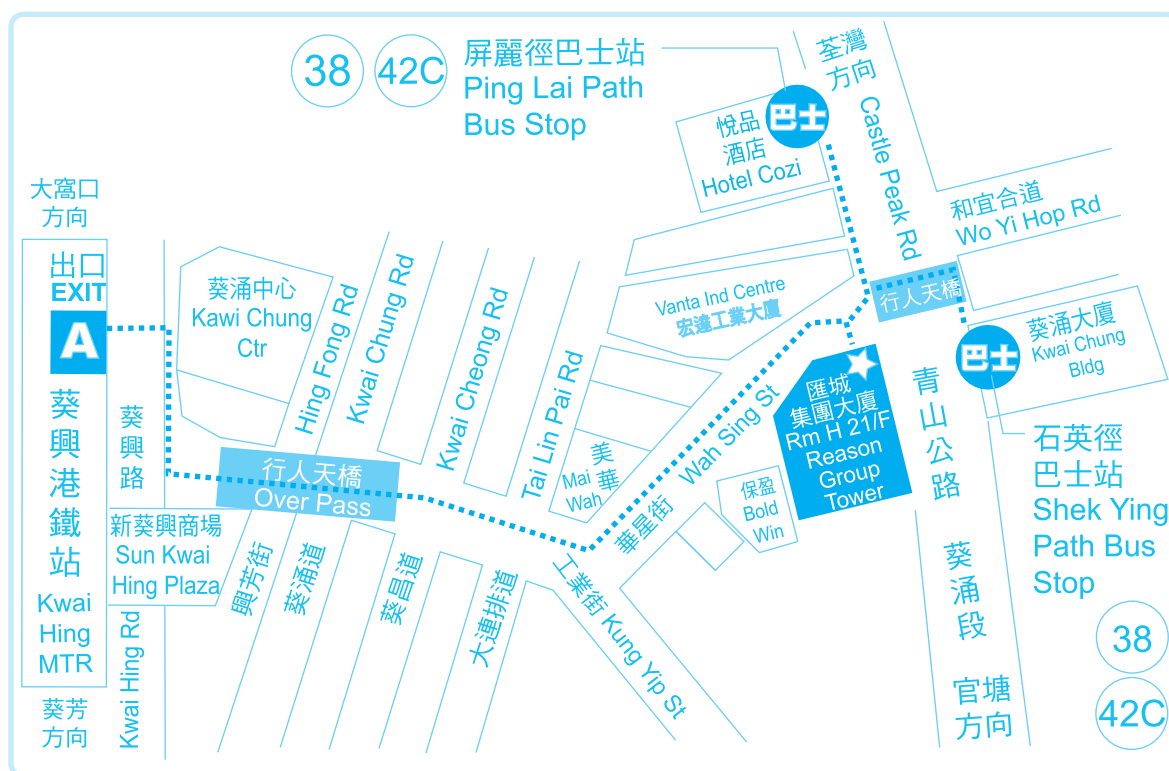 38
42C
屏麗徑巴士站
Ping Lai Path
Bus Stop
荃灣
方向
Castle Peak Rd
巴士
悅品
酒店
Hotel Cozi
和宜合道
Wo Yi Hop Rd
大窩口
方向
出口
EXIT
A
葵興港鐵站
Kwai
Hing
MTR
葵芳
方向
葵興路
Kwai Hing Rd
葵涌中心
Kawi Chung
Ctr
新葵興商場
Sun Kwai
Hing Plaza
Hing Fong Rd
Kwai Chung Rd
Kwai Cheong Rd
Tai Lin Pai Rd
行人天橋
Over Pass
興芳街
葵涌道
葵昌道
大連排道
工業街 Kung Yip St
美華
Mai
Wah
華星街 Wah Sing St
Vanta Ind Centre
宏達工業大廈
保盈
Bold
Win
匯城
集團大廈
Rm H 21/F
Reason
Group
Tower
行人天橋
巴士
葵涌大廈
Kwai Chung
Bldg
青山公路
葵涌段
官塘
方向
石英徑
巴士站
Shek Ying
Path Bus
Stop
38
42C